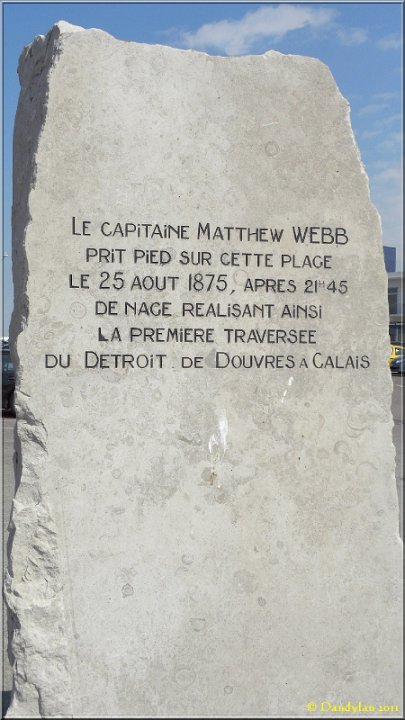 LE CAPITAINE MATTHEW WEBB
PRIT PIED SUR CETTE PLAGE
LE 25 AOUT 1875, APRES 21H45
DE NAGE REALISANT AINSI
LA PREMIERE TRAVERSEE
DU DETROIT DE DOUVRES A CALAIS
© Dandylan 2011